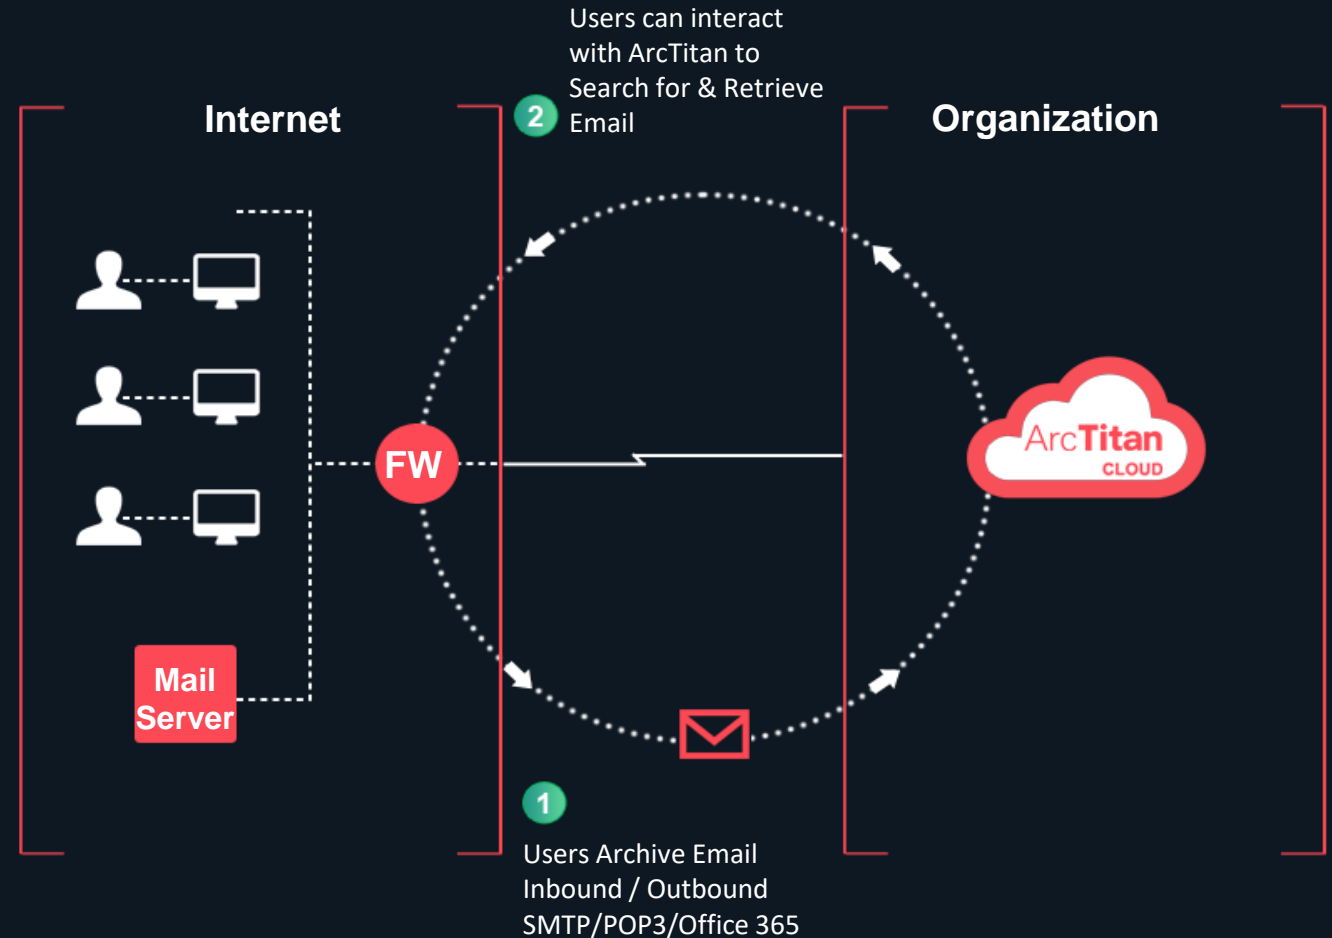 Users can interact
with ArcTitan to
Search for & Retrieve
Email
2
Internet
Organization
FW
ArcTitan
CLOUD
Mail
Server
1
Users Archive Email
Inbound / Outbound
SMTP/POP3/Office 365